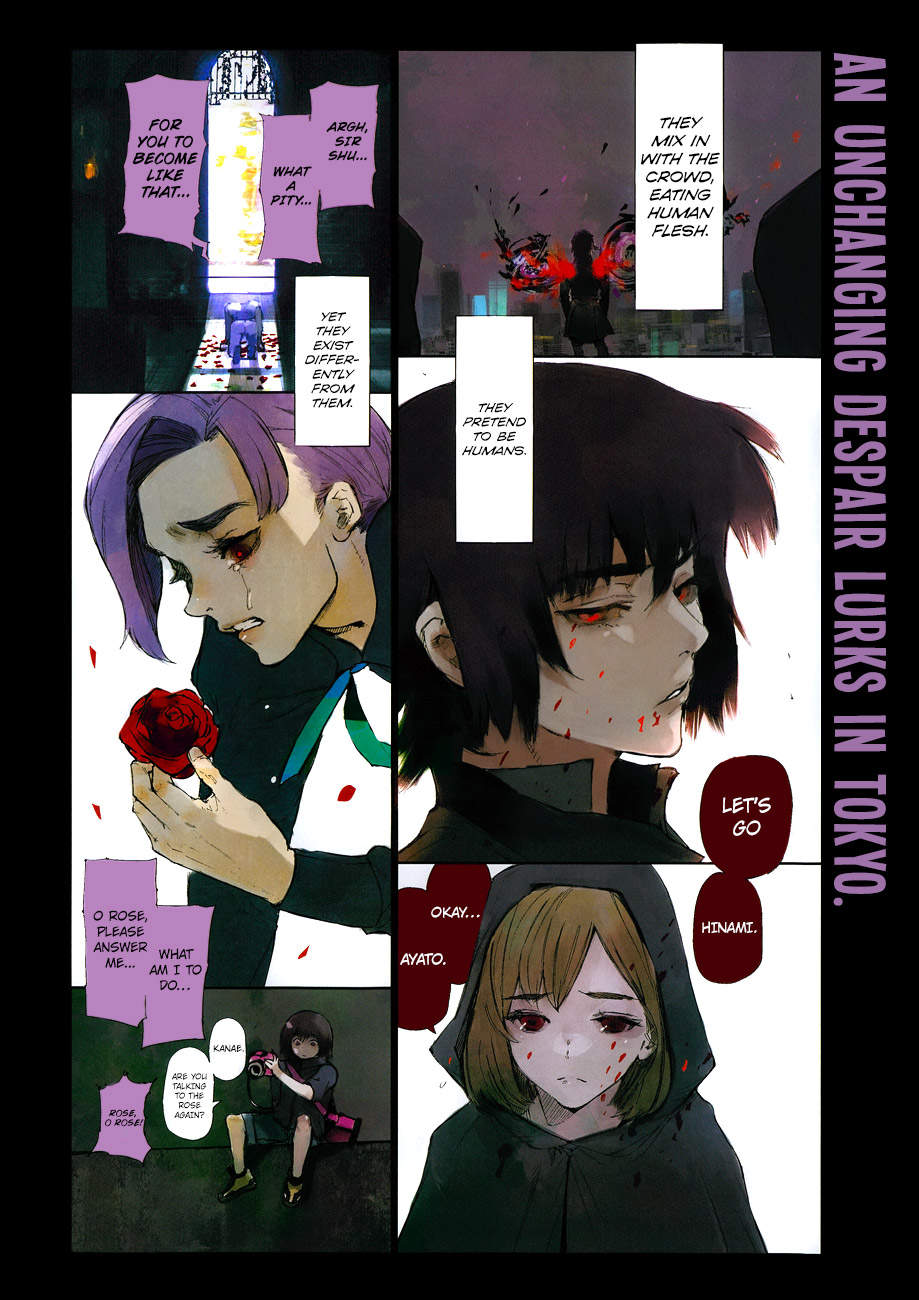 AN UNCHANGING DESPAIR LURKS IN TOKYO.
THEY
MIX IN
WITH THE
CROWD,
EATING
HUMAN
FLESH.
THEY
PRETEND
TO BE
HUMANS.
LET'S
GO
HINAMI.
OKAY...
AYATO.
ARGH,
SIR
SHU...
WHAT
A
PITY...
FOR
YOU TO
BECOME
LIKE
THAT...
YET
THEY
EXIST
DIFFER-
ENTLY
FROM
THEM.
O ROSE,
PLEASE
ANSWER
ME...
WHAT
AM I TO
DO...
KANAE.
ARE YOU
TALKING
TO THE
ROSE
AGAIN?
ROSE,
O ROSE!